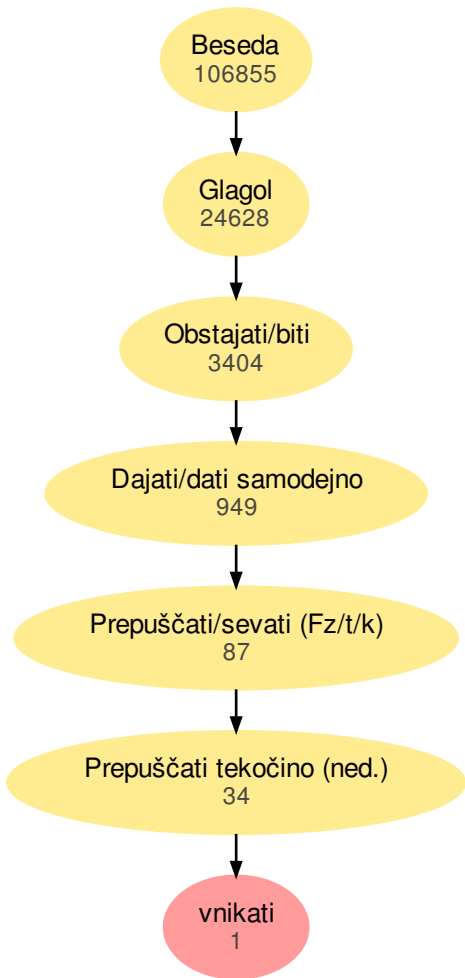 Beseda
106855
Glagol
24628
Obstajati/biti
3404
Dajati/dati samodejno
949
Prepuščati/sevati (Fz/t/k)
87
Prepuščati tekočino (ned.)
34
vnikati
1